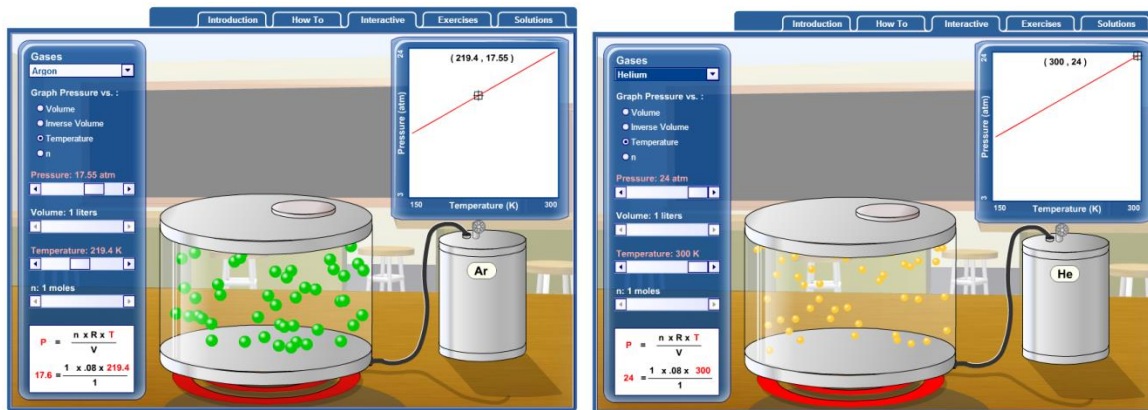 Introduction
How To
Interactive
Exercises
Solutions
Gases
Argon
Graph Pressure vs. :
Volume
Inverse Volume
Temperature
n
Pressure: 17.55 atm
Volume: 1 liters
Temperature: 219.4 K
n: 1 moles
P = n x R x T
V
17.6 = 1 x .08 x 219.4
1
24
( 219.4 , 17.55 )
Pressure (atm)
3
150 Temperature (K) 300
Ar
Introduction
How To
Interactive
Exercises
Solutions
Gases
Helium
Graph Pressure vs. :
Volume
Inverse Volume
Temperature
n
Pressure: 24 atm
Volume: 1 liters
Temperature: 300 K
n: 1 moles
P = n x R x T
V
24 = 1 x .08 x 300
1
24
( 300 , 24 )
Pressure (atm)
3
150 Temperature (K) 300
He